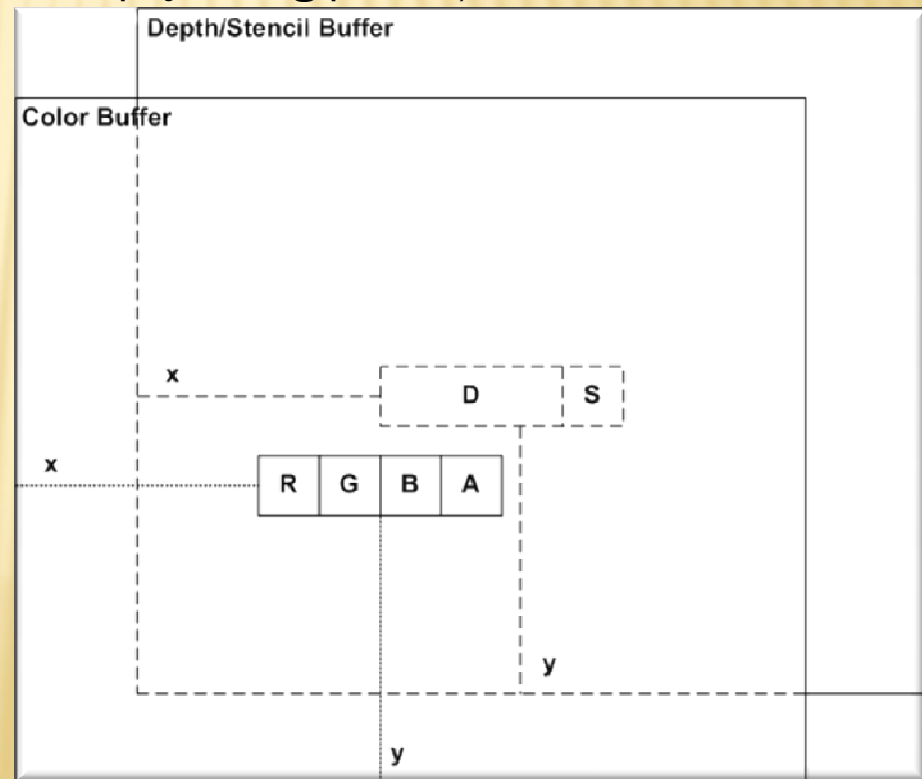 Depth/Stencil Buffer
Color Buffer
x
D S
x
R G B A
y
y